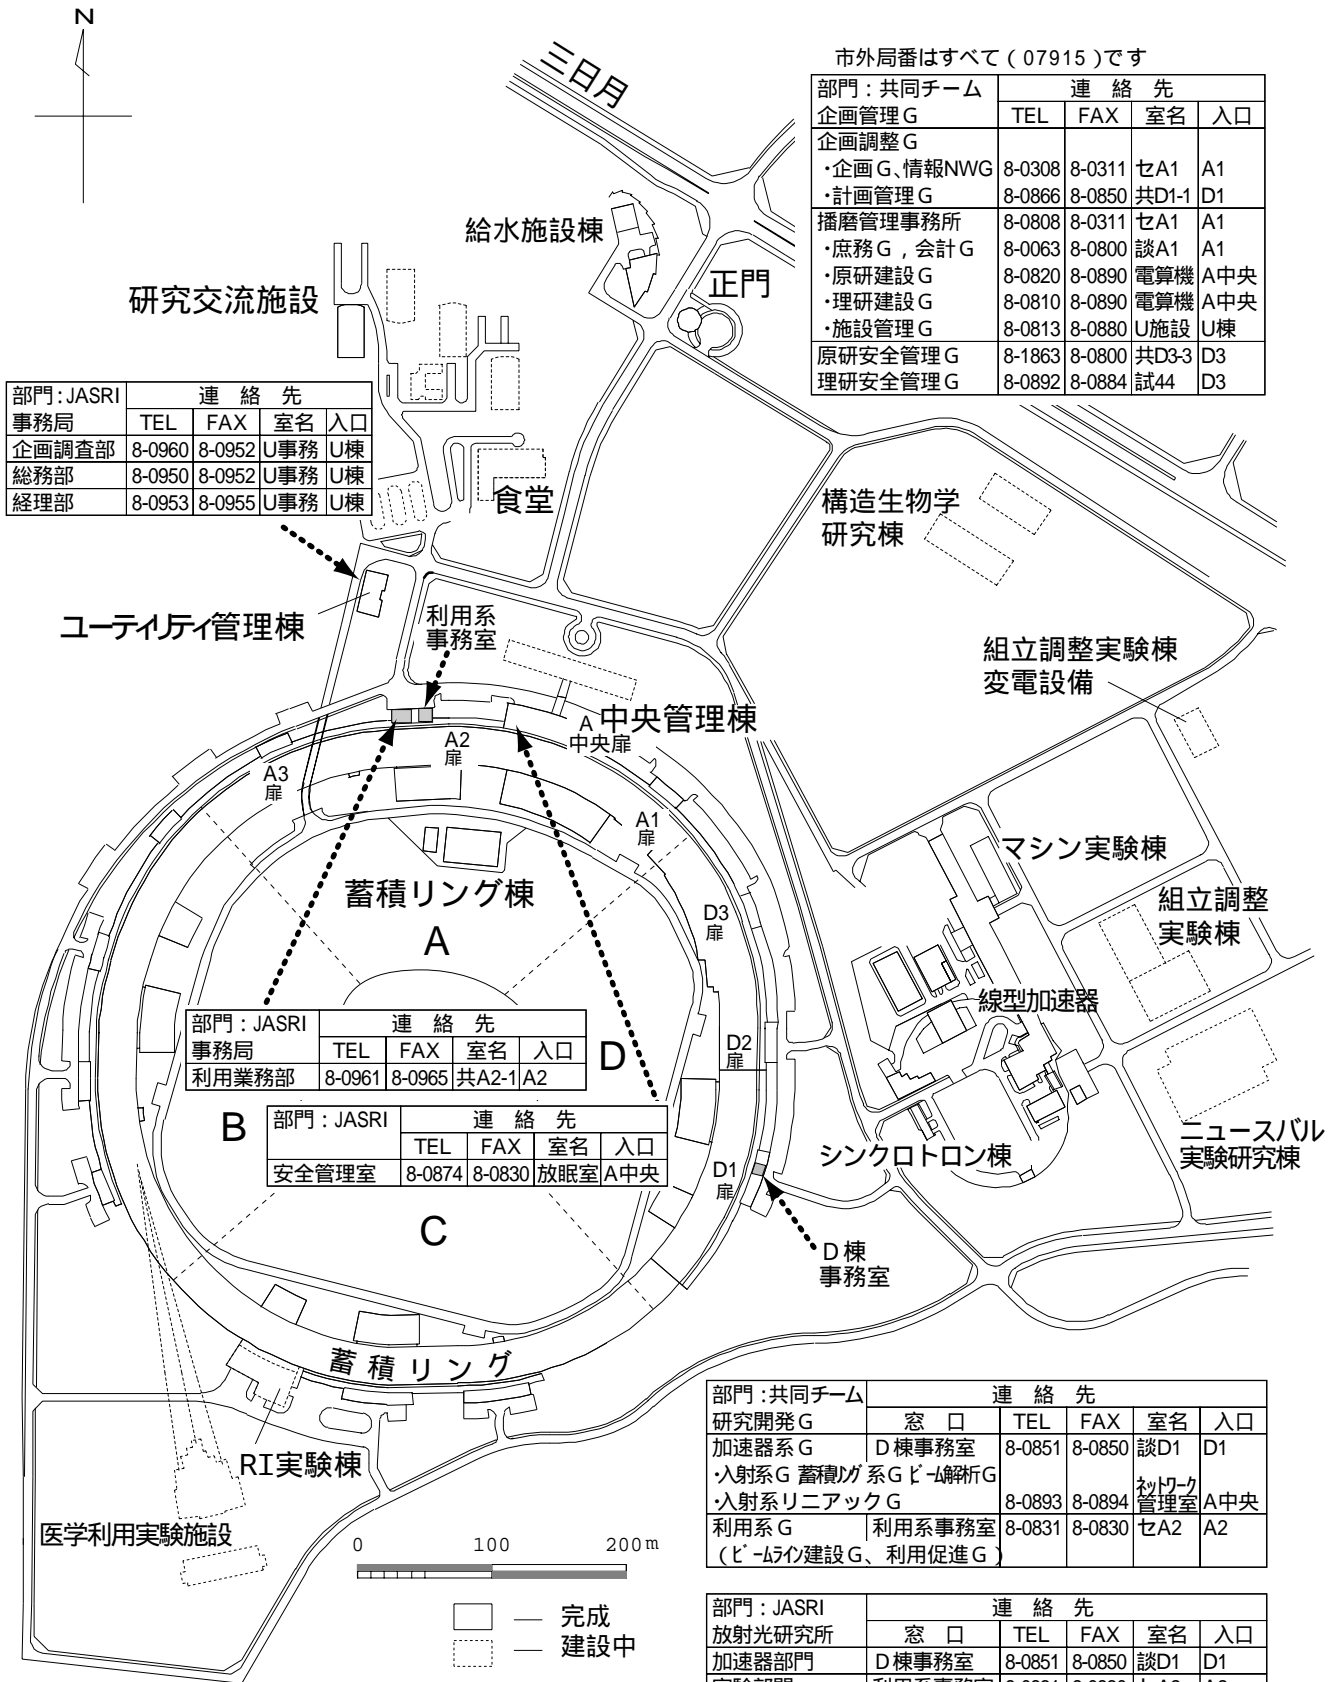 N
三日月
市外局番はすべて ( 07915 )です
部門 : 共同チーム 連 絡 先
企画管理G TEL FAX 室名 入口
企画調整G
・企画G、情報NWG 8-0308 8-0311 セA1 A1
・計画管理G 8-0866 8-0850 共D1-1 D1
播磨管理事務所 8-0808 8-0311 セA1 A1
・庶務G , 会計G 8-0063 8-0800 談A1 A1
・原研建設G 8-0820 8-0890 電算機 A中央
・理研建設G 8-0810 8-0890 電算機 A中央
・施設管理G 8-0813 8-0880 U施設 U棟
原研安全管理G 8-1863 8-0800 共D3-3 D3
理研安全管理G 8-0892 8-0884 試44 D3
給水施設棟
正門
研究交流施設
部門 : JASRI 連 絡 先
事務局 TEL FAX 室名 入口
企画調査部 8-0960 8-0952 U事務 U棟
総務部 8-0950 8-0952 U事務 U棟
経理部 8-0953 8-0955 U事務 U棟
食堂
構造生物学
研究棟
ユーティリティ管理棟
利用系
事務室
組立調整実験棟
変電設備
中央管理棟
A
中央扉
A2
扉
A3
扉
A1
扉
マシン実験棟
蓄積リング棟
組立調整
実験棟
D3
扉
A
線型加速器
部門 : JASRI 連 絡 先
事務局 TEL FAX 室名 入口
利用業務部 8-0961 8-0965 共A2-1 A2
D
D2
扉
B
部門 : JASRI 連 絡 先
TEL FAX 室名 入口
安全管理室 8-0874 8-0830 放眠室 A中央
シンクロトロン棟
ニュースバル
実験研究棟
D1
扉
C
D棟
事務室
蓄積リング
RI実験棟
医学利用実験施設
0 100 200m
完成
建設中
部門 :共同チーム 連 絡 先
研究開発G 窓 口 TEL FAX 室名 入口
加速器系G D棟事務室 8-0851 8-0850 談D1 D1
・入射系G 蓄積リング系G ビーム解析G
・入射系リニアックG 8-0893 8-0894 ネットワーク管理室 A中央
利用系G 利用系事務室 8-0831 8-0830 セA2 A2
(ビームライン建設G、利用促進G )
部門 : JASRI 連 絡 先
放射光研究所 窓 口 TEL FAX 室名 入口
加速器部門 D棟事務室 8-0851 8-0850 談D1 D1